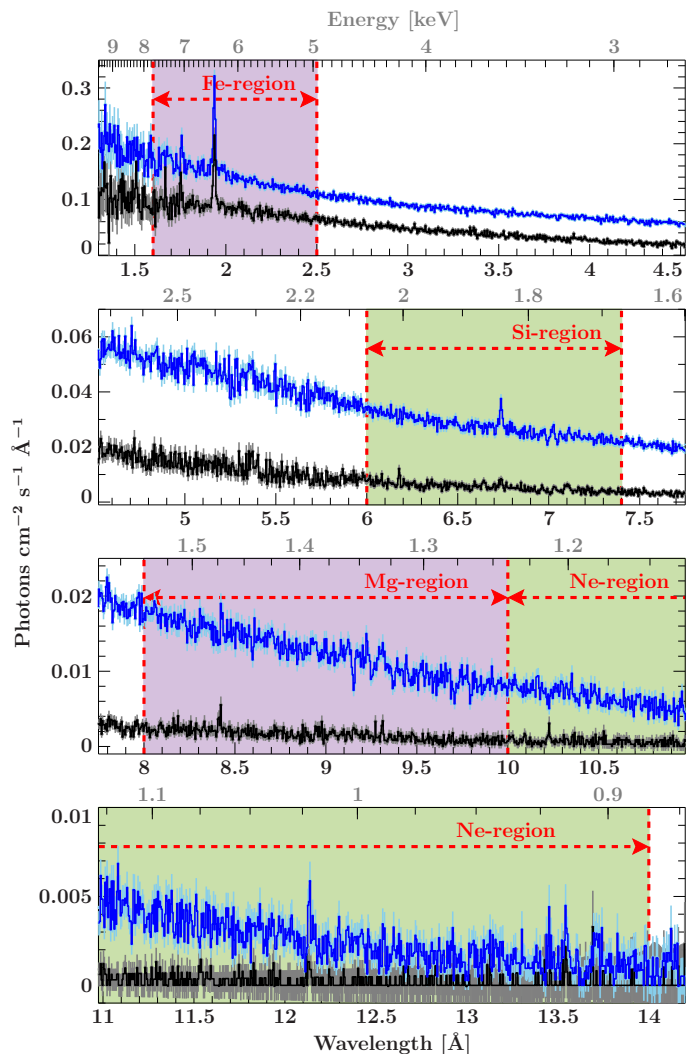 Energy [keV]
9 8 7 6 5 4 3
Fe-region
0.3
0.2
0.1
0
1.5 2 2.5 3 3.5 4 4.5
2.5 2.2 2 1.8 1.6
0.06
Si-region
0.04
0.02
0
5 5.5 6 6.5 7 7.5
Photons cm⁻² s⁻¹ Å⁻¹
1.5 1.4 1.3 1.2
Mg-region Ne-region
0.02
0.01
0
8 8.5 9 9.5 10 10.5
1.1 1 0.9
0.01
Ne-region
0.005
0
11 11.5 12 12.5 13 13.5 14
Wavelength [Å]